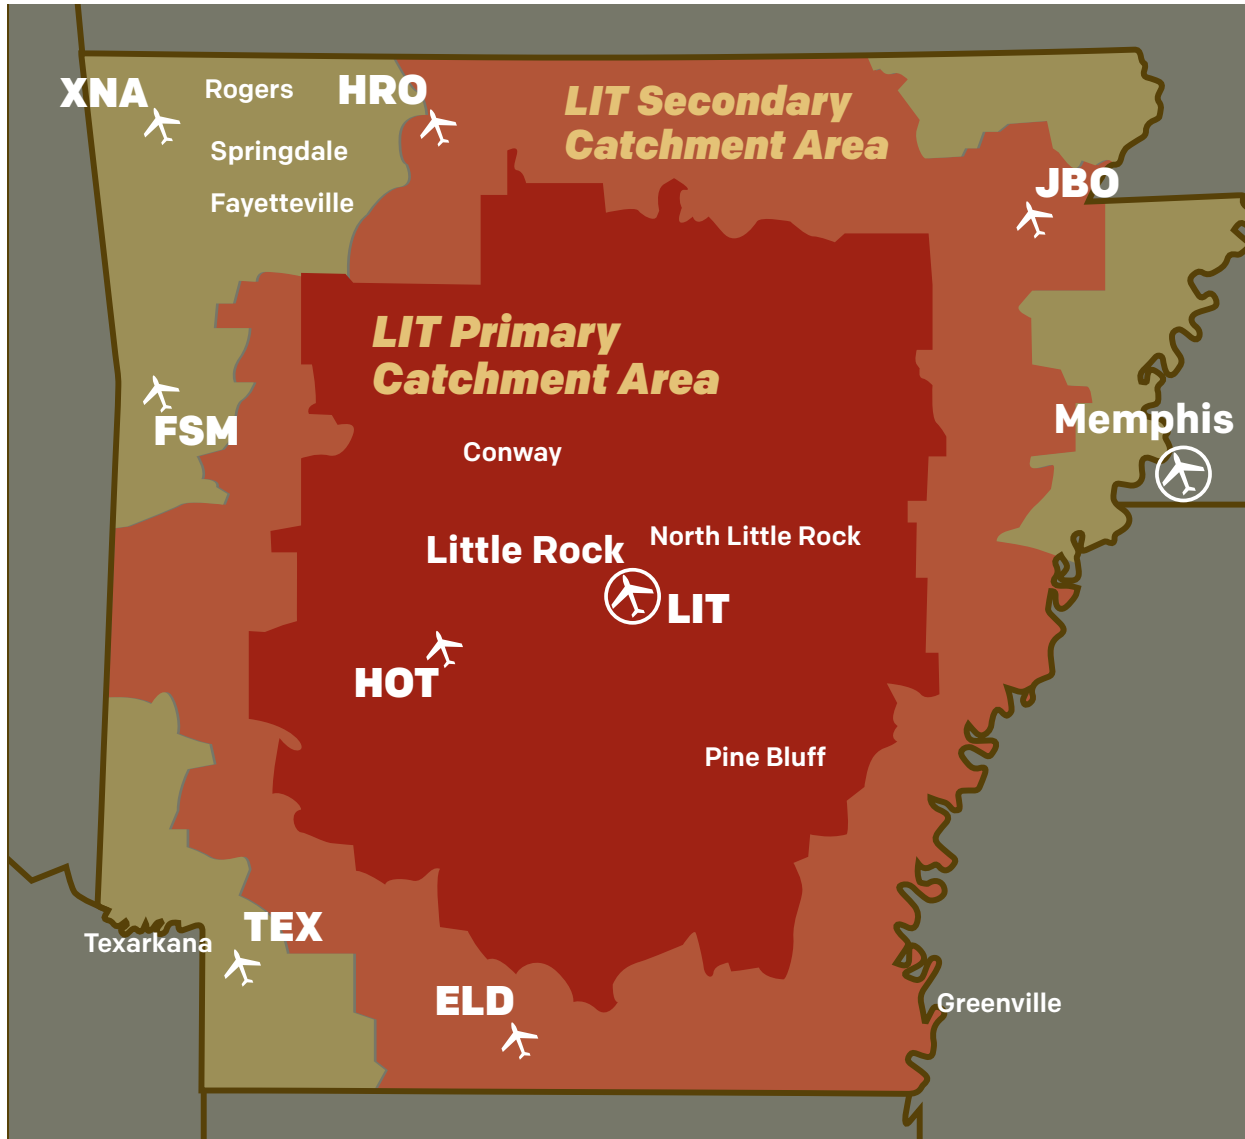 XNA
Rogers
HRO
LIT Secondary
Catchment Area
Springdale
JBO
Fayetteville
LIT Primary
Catchment Area
FSM
Memphis
Conway
Little Rock
North Little Rock
LIT
HOT
Pine Bluff
TEX
Texarkana
ELD
Greenville